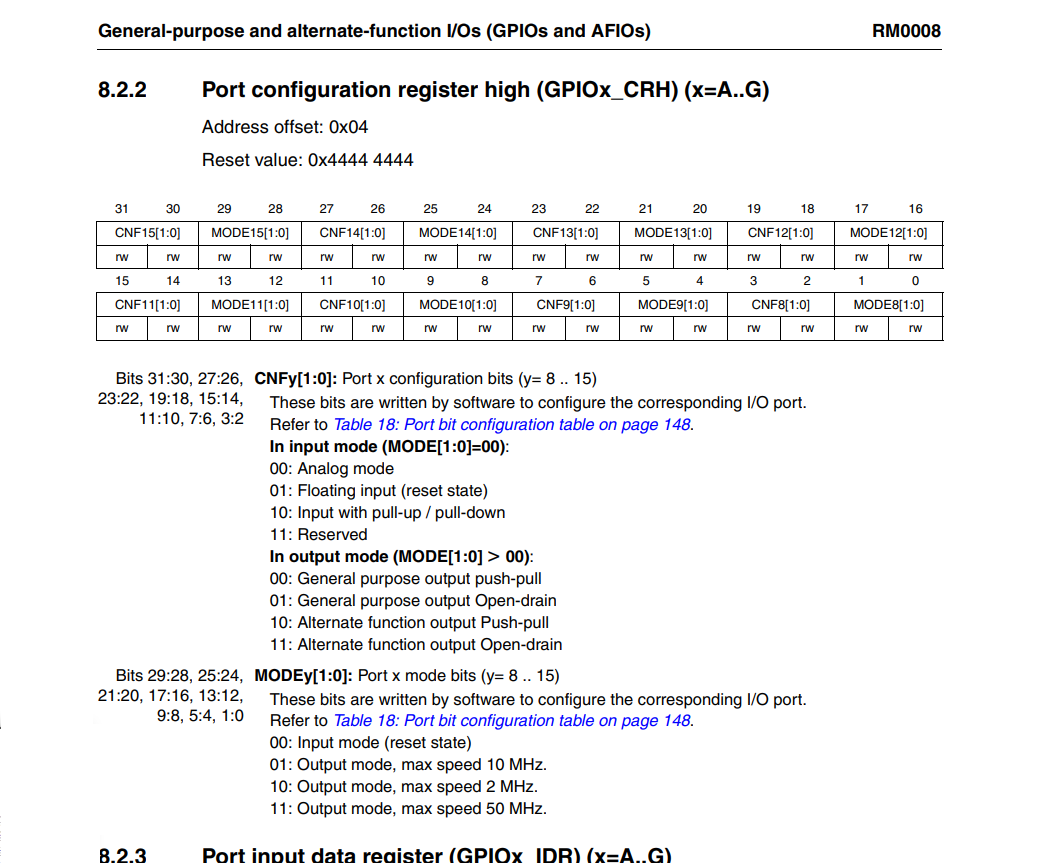 General-purpose and alternate-function I/Os (GPIOs and AFIOs) RM0008
8.2.2 Port configuration register high (GPIOx_CRH) (x=A..G)
Address offset: 0x04
Reset value: 0x4444 4444
31 30 29 28 27 26 25 24 23 22 21 20 19 18 17 16
CNF15[1:0] MODE15[1:0] CNF14[1:0] MODE14[1:0] CNF13[1:0] MODE13[1:0] CNF12[1:0] MODE12[1:0]
rw rw rw rw rw rw rw rw rw rw rw rw rw rw rw rw
15 14 13 12 11 10 9 8 7 6 5 4 3 2 1 0
CNF11[1:0] MODE11[1:0] CNF10[1:0] MODE10[1:0] CNF9[1:0] MODE9[1:0] CNF8[1:0] MODE8[1:0]
rw rw rw rw rw rw rw rw rw rw rw rw rw rw rw rw
Bits 31:30, 27:26, CNFy[1:0]: Port x configuration bits (y= 8 .. 15)
23:22, 19:18, 15:14, These bits are written by software to configure the corresponding I/O port.
11:10, 7:6, 3:2 Refer to Table 18: Port bit configuration table on page 148.
In input mode (MODE[1:0]=00):
00: Analog mode
01: Floating input (reset state)
10: Input with pull-up / pull-down
11: Reserved
In output mode (MODE[1:0] > 00):
00: General purpose output push-pull
01: General purpose output Open-drain
10: Alternate function output Push-pull
11: Alternate function output Open-drain
Bits 29:28, 25:24, MODEy[1:0]: Port x mode bits (y= 8 .. 15)
21:20, 17:16, 13:12, These bits are written by software to configure the corresponding I/O port.
9:8, 5:4, 1:0 Refer to Table 18: Port bit configuration table on page 148.
00: Input mode (reset state)
01: Output mode, max speed 10 MHz.
10: Output mode, max speed 2 MHz.
11: Output mode, max speed 50 MHz.
8.2.3 Port input data register (GPIOx_IDR) (x=A..G)